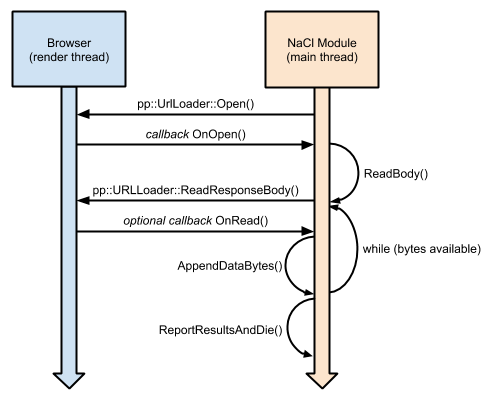 Browser
(render thread)
NaCl Module
(main thread)
pp::UrlLoader::Open()
callback OnOpen()
ReadBody()
pp::URLLoader::ReadResponseBody()
optional callback OnRead()
while (bytes available)
AppendDataBytes()
ReportResultsAndDie()